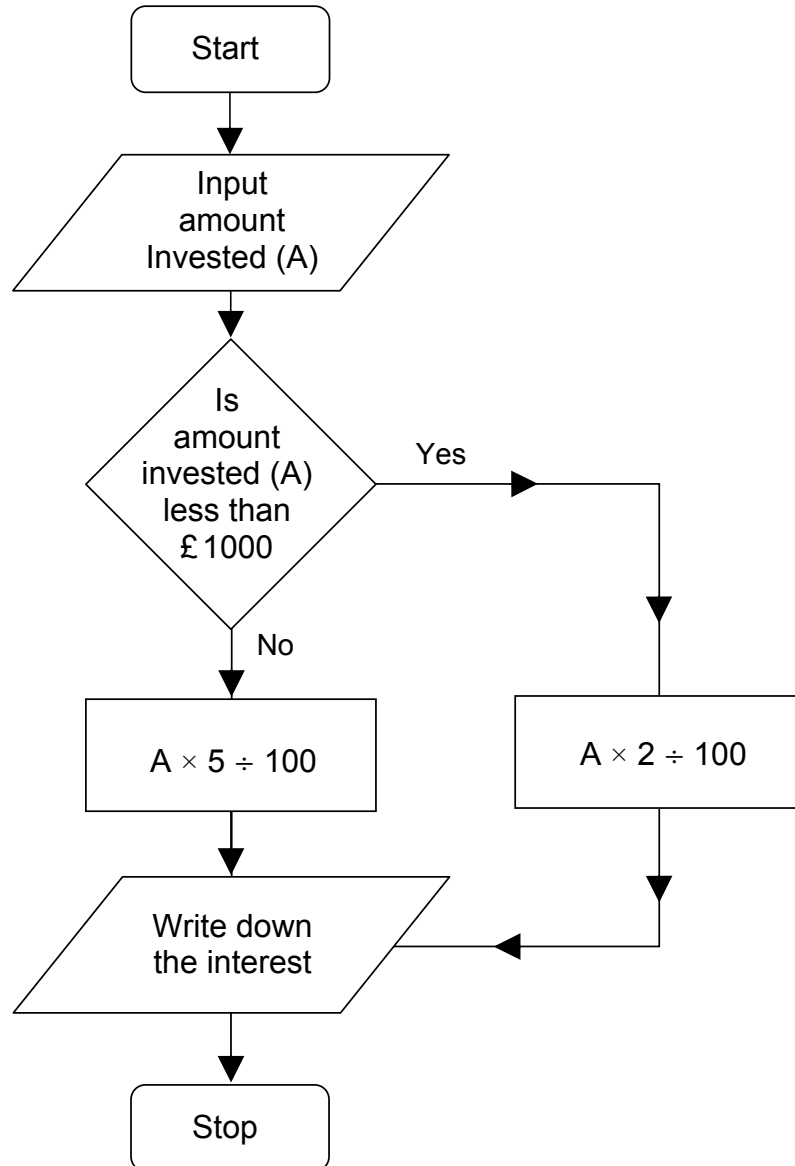 Start
Input
amount
Invested (A)
Is
amount
invested (A)
less than
£1000
Yes
No
A × 5 ÷ 100
A × 2 ÷ 100
Write down
the interest
Stop